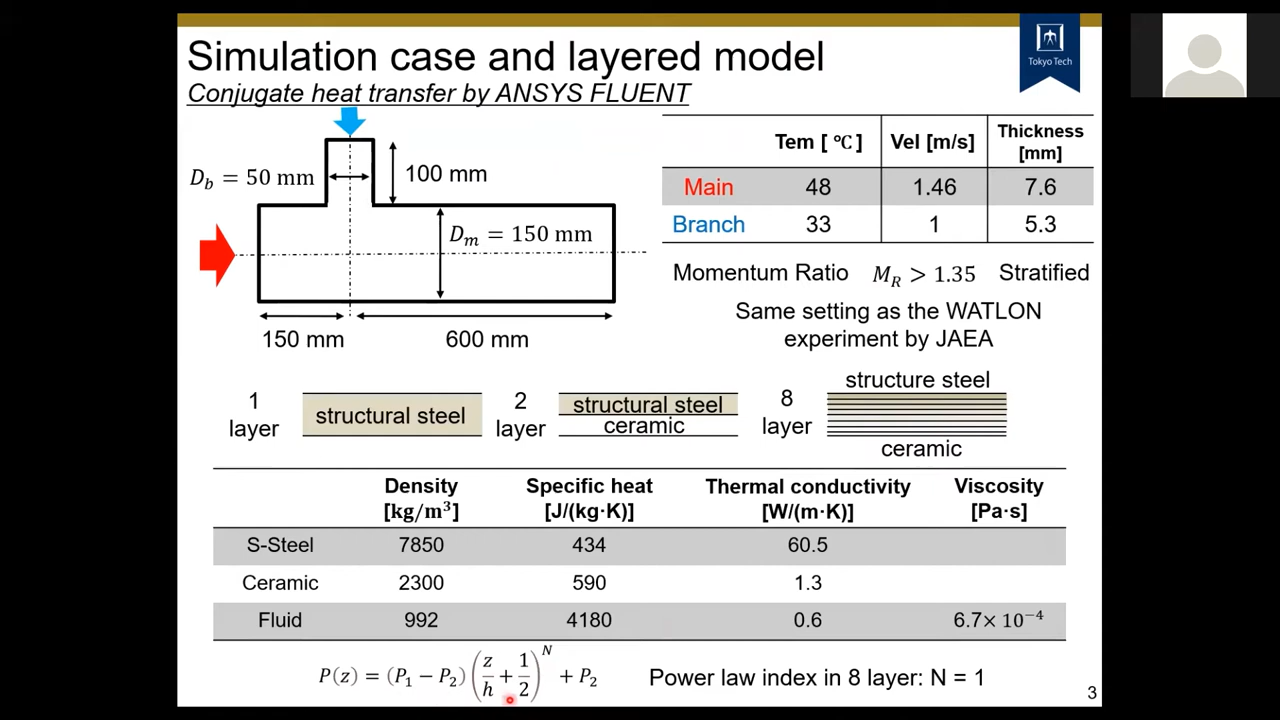 Simulation case and layered model
Tokyo Tech
Conjugate heat transfer by ANSYS FLUENT
D_b = 50 mm
100 mm
D_m = 150 mm
150 mm
600 mm
Tem [ ℃] Vel [m/s] Thickness [mm]
Main 48 1.46 7.6
Branch 33 1 5.3
Momentum Ratio M_R > 1.35 Stratified
Same setting as the WATLON
experiment by JAEA
1 layer
structural steel
2 layer
structural steel
ceramic
8 layer
structure steel
ceramic
Density [kg/m³] Specific heat [J/(kg·K)] Thermal conductivity [W/(m·K)] Viscosity [Pa·s]
S-Steel 7850 434 60.5
Ceramic 2300 590 1.3
Fluid 992 4180 0.6 6.7× 10⁻⁴
P(z) = (P₁ − P₂) (z/h + 1/2)^N + P₂
Power law index in 8 layer: N = 1
3